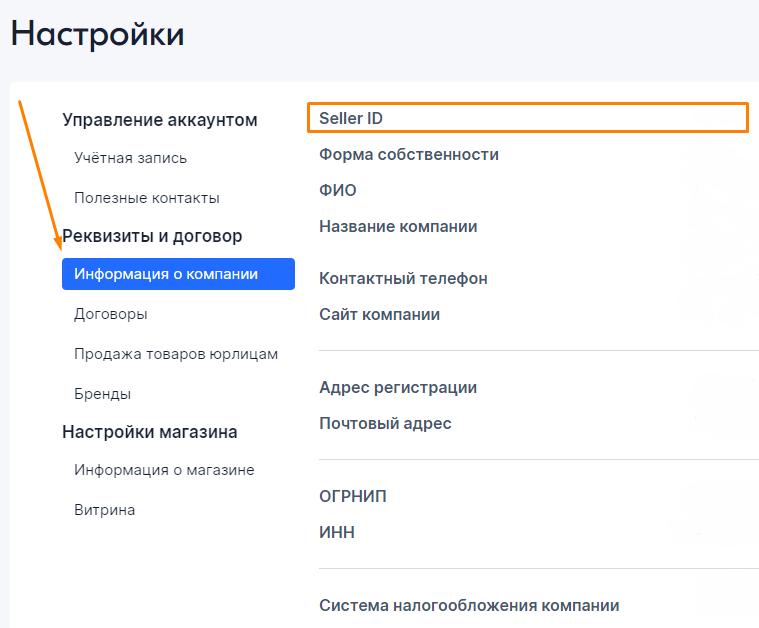 Настройки
Управление аккаунтом
Учётная запись
Полезные контакты
Реквизиты и договор
Информация о компании
Договоры
Продажа товаров юрлицам
Бренды
Настройки магазина
Информация о магазине
Витрина
Seller ID
Форма собственности
ФИО
Название компании
Контактный телефон
Сайт компании
Адрес регистрации
Почтовый адрес
ОГРНИП
ИНН
Система налогообложения компании